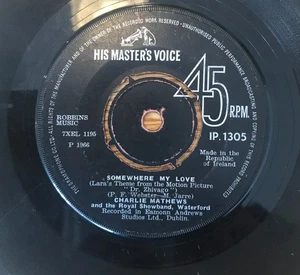 HIS MASTER'S VOICE
45
RPM.
IP. 1305
ROBBINS
MUSIC
7XEL 1195
P 1966
Made in the
Republic of
Ireland
SOMEWHERE MY LOVE
(Lara's Theme from the Motion Picture
"Dr. Zhivago")
(P. F. Webster—M. Jarre)
CHARLIE MATHEWS
and the Royal Showband, Waterford
Recorded in Eamonn Andrews
Studios Ltd., Dublin.